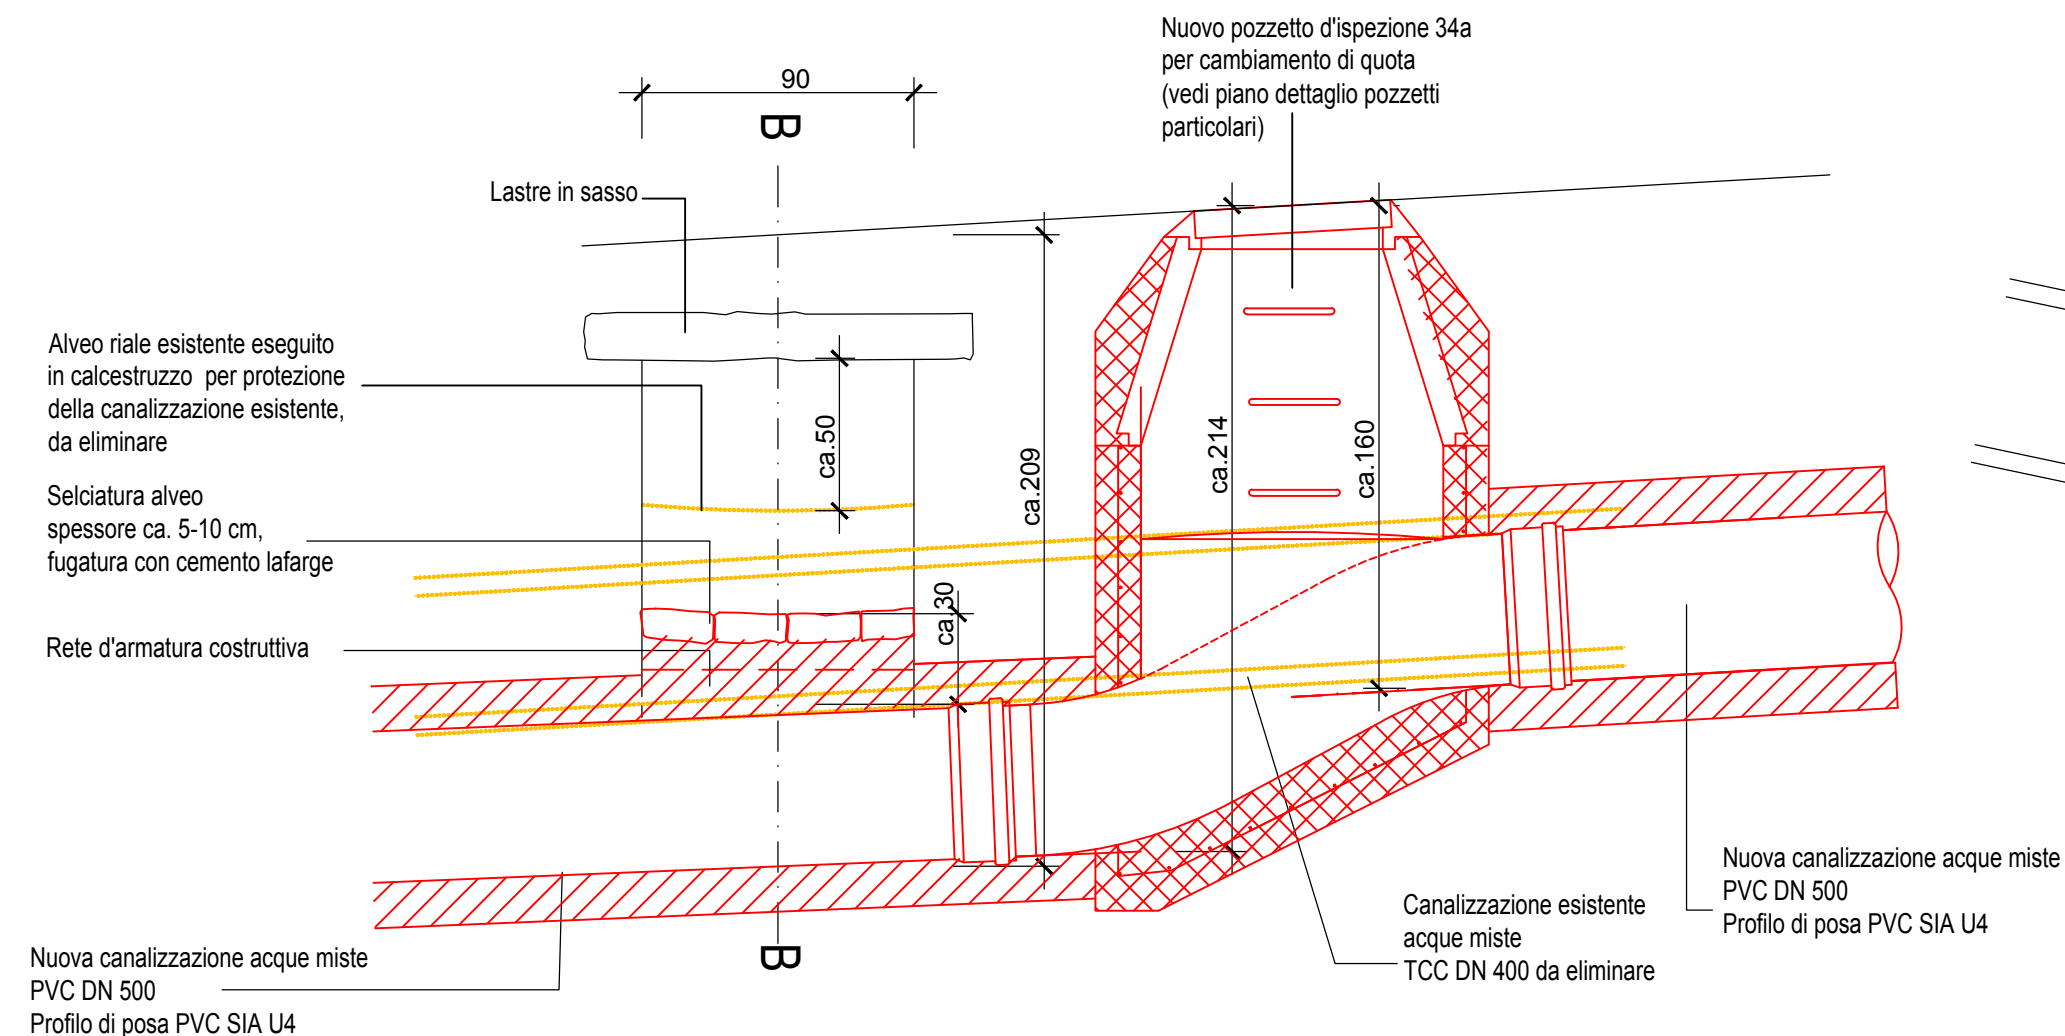 Nuovo pozzetto d'ispezione 34a
per cambiamento di quota
(vedi piano dettaglio pozzetti
particolari)
90
B
Lastre in sasso
Alveo riale esistente eseguito
in calcestruzzo per protezione
della canalizzazione esistente,
da eliminare
ca.50
ca.209
ca.214
ca.160
Selciatura alveo
spessore ca. 5-10 cm,
fugatura con cemento lafarge
ca.30
Rete d'armatura costruttiva
Nuova canalizzazione acque miste
PVC DN 500
Profilo di posa PVC SIA U4
Canalizzazione esistente
acque miste
TCC DN 400 da eliminare
B
Nuova canalizzazione acque miste
PVC DN 500
Profilo di posa PVC SIA U4